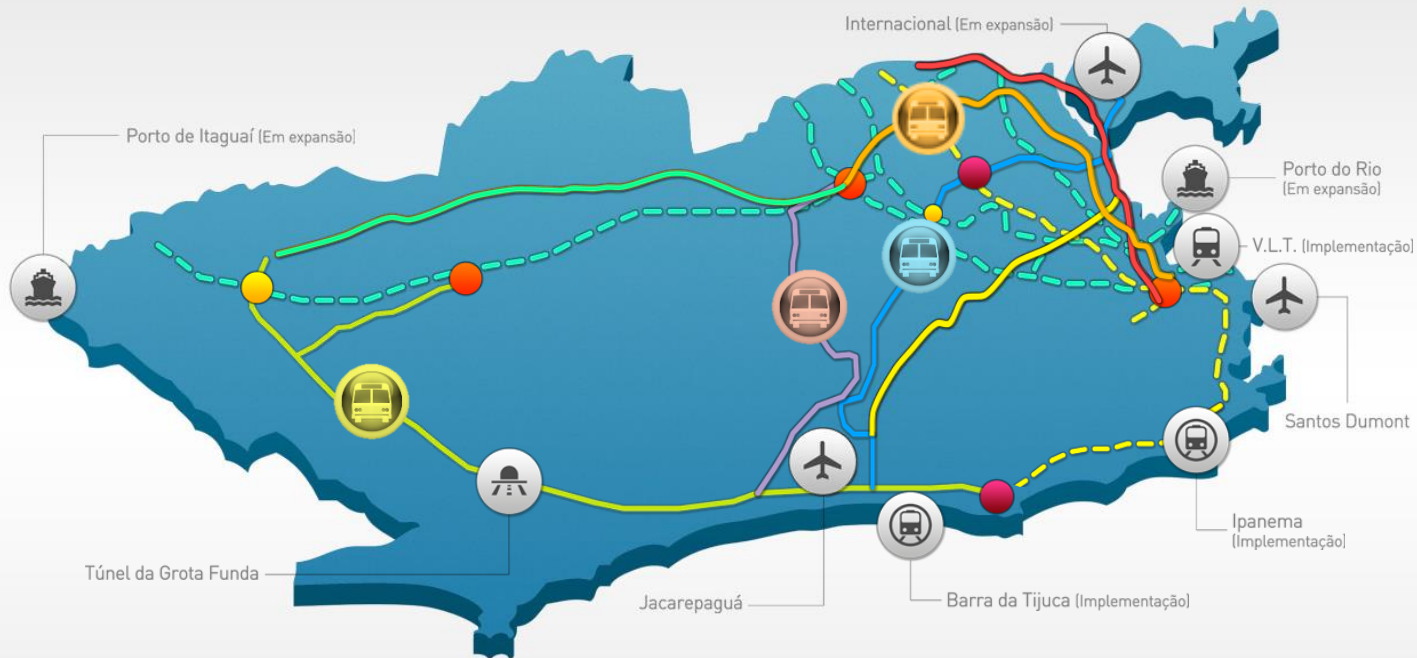 Internacional (Em expansão)
Porto de Itaguaí (Em expansão)
Porto do Rio
(Em expansão)
V.L.T. (Implementação)
Santos Dumont
Ipanema
(Implementação)
Túnel da Grota Funda
Jacarepaguá
Barra da Tijuca (Implementação)